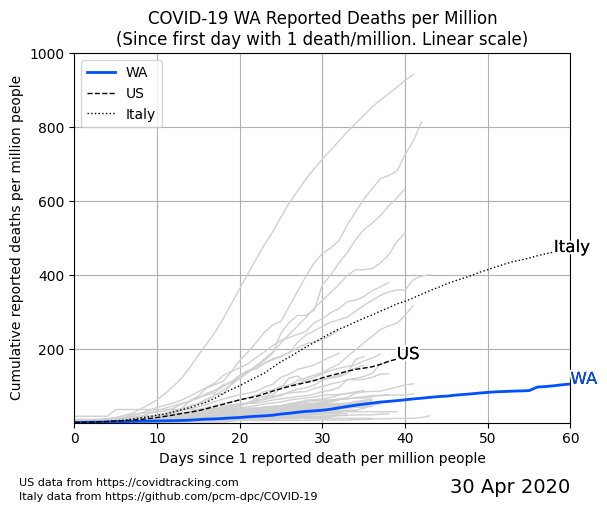 COVID-19 WA Reported Deaths per Million
(Since first day with 1 death/million. Linear scale)
Cumulative reported deaths per million people
1000
800
600
400
200
WA
US
Italy
Italy
US
WA
0
10
20
30
40
50
60
Days since 1 reported death per million people
US data from https://covidtracking.com
Italy data from https://github.com/pcm-dpc/COVID-19
30 Apr 2020